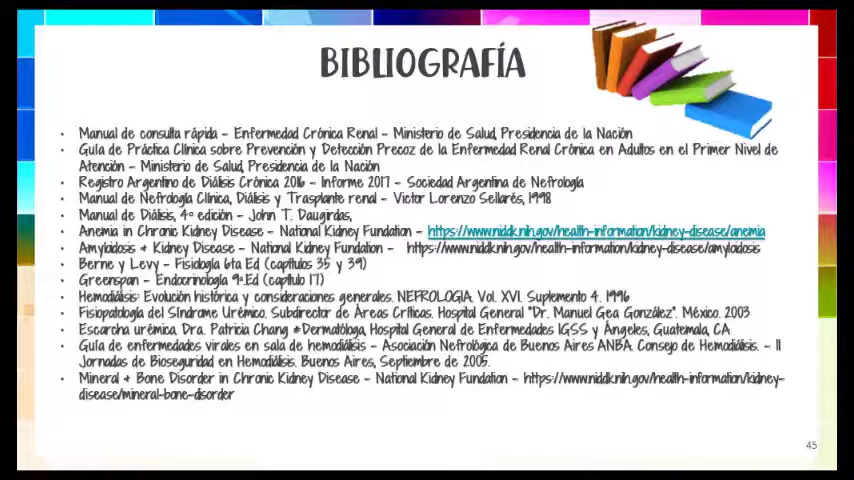 BIBLIOGRAFÍA
• Manual de consulta rápida - Enfermedad Crónica Renal - Ministerio de Salud, Presidencia de la Nación
• Guía de Práctica Clínica sobre Prevención y Detección Precoz de la Enfermedad Renal Crónica en Adultos en el Primer Nivel de
Atención - Ministerio de Salud, Presidencia de la Nación
• Registro Argentino de Diálisis Crónica 2016 - Informe 2017 - Sociedad Argentina de Nefrología
• Manual de Nefrología Clínica, Diálisis y Trasplante renal - Victor Lorenzo Sellarés, 1998
• Manual de Diálisis, 4º edición - John T. Daugirdas,
• Anemia in Chronic Kidney Disease - National Kidney Fundation - https://www.niddk.nih.gov/health-information/kidney-disease/anemia
• Amyloidosis & Kidney Disease - National Kidney Fundation - https://www.niddk.nih.gov/health-information/kidney-disease/amyloidosis
• Berne y Levy - Fisiología 6ta Ed (capítulos 35 y 39)
• Greenspan - Endocrinología 9ª.Ed (capítulo 17)
• Hemodiálisis: Evolución histórica y consideraciones generales. NEFROLOGIA. Vol. XVI. Suplemento 4. 1996
• Fisiopatología del Síndrome Urémico. Subdirector de Áreas Críticas. Hospital General "Dr. Manuel Gea González". México. 2003
• Escarcha urémica. Dra. Patricia Chang *Dermatóloga, Hospital General de Enfermedades IGSS y Ángeles, Guatemala, CA
• Guía de enfermedades virales en sala de hemodiálisis - Asociación Nefrológica de Buenos Aires ANBA. Consejo de Hemodiálisis. - II
Jornadas de Bioseguridad en Hemodiálisis. Buenos Aires, Septiembre de 2005.
• Mineral & Bone Disorder in Chronic Kidney Disease - National Kidney Fundation - https://www.niddk.nih.gov/health-information/kidney-
disease/mineral-bone-disorder
45